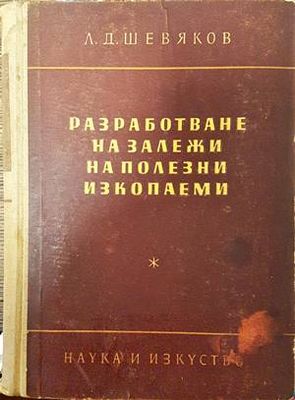 Л.Д.ШЕВЯКОВ
РАЗРАБОТВАНЕ
НА ЗАЛЕЖИ
НА ПОЛЕЗНИ
ИЗКОПАЕМИ
*
НАУКА И ИЗКУСТВО